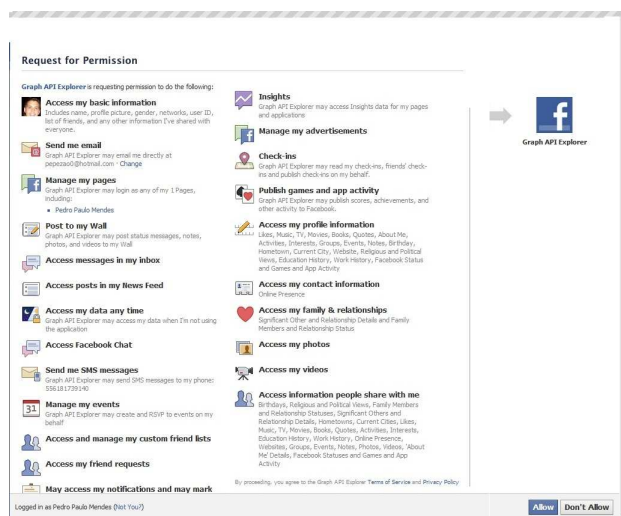 Request for Permission
Graph API Explorer is requesting permission to do the following:
Access my basic information
Includes name, profile picture, gender, networks, user ID,
list of friends, and any other information I've shared with
everyone.
Send me email
Graph API Explorer may email me directly at
pepezao0@hotmail.com · Change
Manage my pages
Graph API Explorer may login as any of my 1 Pages,
including:
Pedro Paulo Mendes
Post to my Wall
Graph API Explorer may post status messages, notes,
photos, and videos to my Wall
Access messages in my inbox
Access posts in my News Feed
Access my data any time
Graph API Explorer may access my data when I'm not using
the application
Access Facebook Chat
Send me SMS messages
Graph API Explorer may send SMS messages to my phone:
556181739140
31
Manage my events
Graph API Explorer may create and RSVP to events on my
behalf
Access and manage my custom friend lists
Access my friend requests
May access my notifications and may mark
Insights
Graph API Explorer may access Insights data for my pages
and applications
Manage my advertisements
Check-ins
Graph API Explorer may read my check-ins, friends' check-
ins and publish check-ins on my behalf.
Publish games and app activity
Graph API Explorer may publish scores, achievements, and
other activity to Facebook.
Access my profile information
Likes, Music, TV, Movies, Books, Quotes, About Me,
Activities, Interests, Groups, Events, Notes, Birthday,
Hometown, Current City, Website, Religious and Political
Views, Education History, Work History, Facebook Status
and Games and App Activity
Access my contact information
Online Presence
Access my family & relationships
Significant Other and Relationship Details and Family
Members and Relationship Status
Access my photos
Access my videos
Access information people share with me
Birthdays, Religious and Political Views, Family Members
and Relationship Statuses, Significant Others and
Relationship Details, Hometowns, Current Cities, Likes,
Music, TV, Movies, Books, Quotes, Activities, Interests,
Education History, Work History, Online Presence,
Websites, Groups, Events, Notes, Photos, Videos, 'About
Me' Details, Facebook Statuses and Games and App
Activity
By proceeding, you agree to the Graph API Explorer Terms of Service and Privacy Policy
f
Graph API Explorer
Logged in as Pedro Paulo Mendes (Not You?)
Allow
Don't Allow